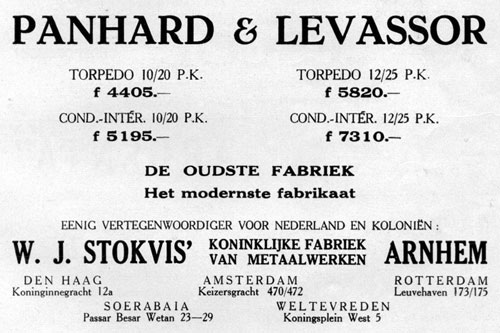 PANHARD & LEVASSOR
TORPEDO 10/20 P.K.
f 4405.—
TORPEDO 12/25 P.K.
f 5820.—
COND.-INTÉR. 10/20 P.K.
f 5195.—
COND.-INTÉR. 12/25 P.K.
f 7310.—
DE OUDSTE FABRIEK
Het modernste fabrikaat
EENIG VERTEGENWOORDIGER VOOR NEDERLAND EN KOLONIËN:
W. J. STOKVIS'
KONINKLIJKE FABRIEK
VAN METAALWERKEN
ARNHEM
DEN HAAG
Koninginnegracht 12a
AMSTERDAM
Keizersgracht 470/472
ROTTERDAM
Leuvehaven 173/175
SOERABAIA
Passar Besar Wetan 23—29
WELTEVREDEN
Koningsplein West 5